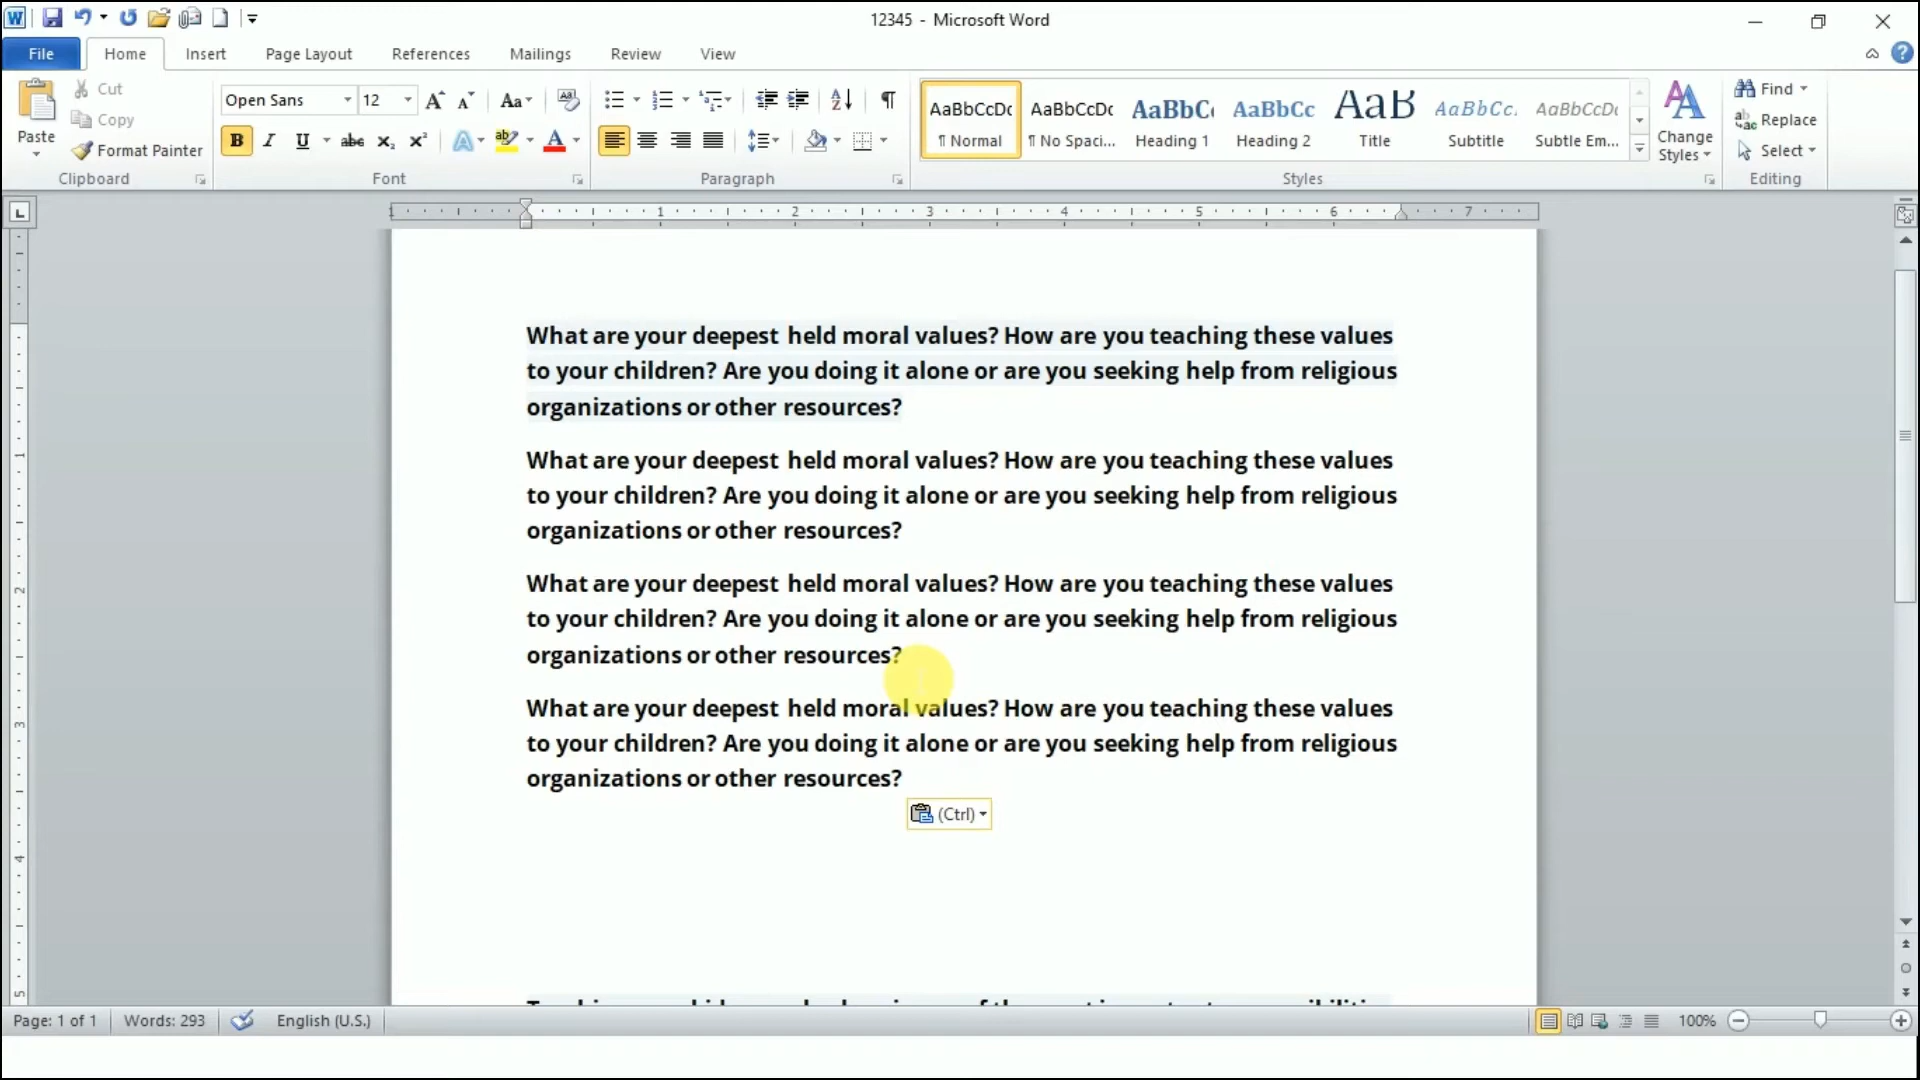 12345 - Microsoft Word
File Home Insert Page Layout References Mailings Review View
Paste
Cut
Copy
Format Painter
Clipboard
Open Sans 12
Font
Paragraph
AaBbCcDc AaBbCcDc AaBbC AaBbCc AaB AaBbCc. AaBbCcDc
¶ Normal ¶ No Spaci... Heading 1 Heading 2 Title Subtitle Subtle Em...
Styles
Change
Styles
Find
Replace
Select
Editing
1 1 2 3 4 5 6 7
What are your deepest held moral values? How are you teaching these values
to your children? Are you doing it alone or are you seeking help from religious
organizations or other resources?
What are your deepest held moral values? How are you teaching these values
to your children? Are you doing it alone or are you seeking help from religious
organizations or other resources?
What are your deepest held moral values? How are you teaching these values
to your children? Are you doing it alone or are you seeking help from religious
organizations or other resources?
What are your deepest held moral values? How are you teaching these values
to your children? Are you doing it alone or are you seeking help from religious
organizations or other resources?
(Ctrl)
Page: 1 of 1 Words: 293 English (U.S.) 100%